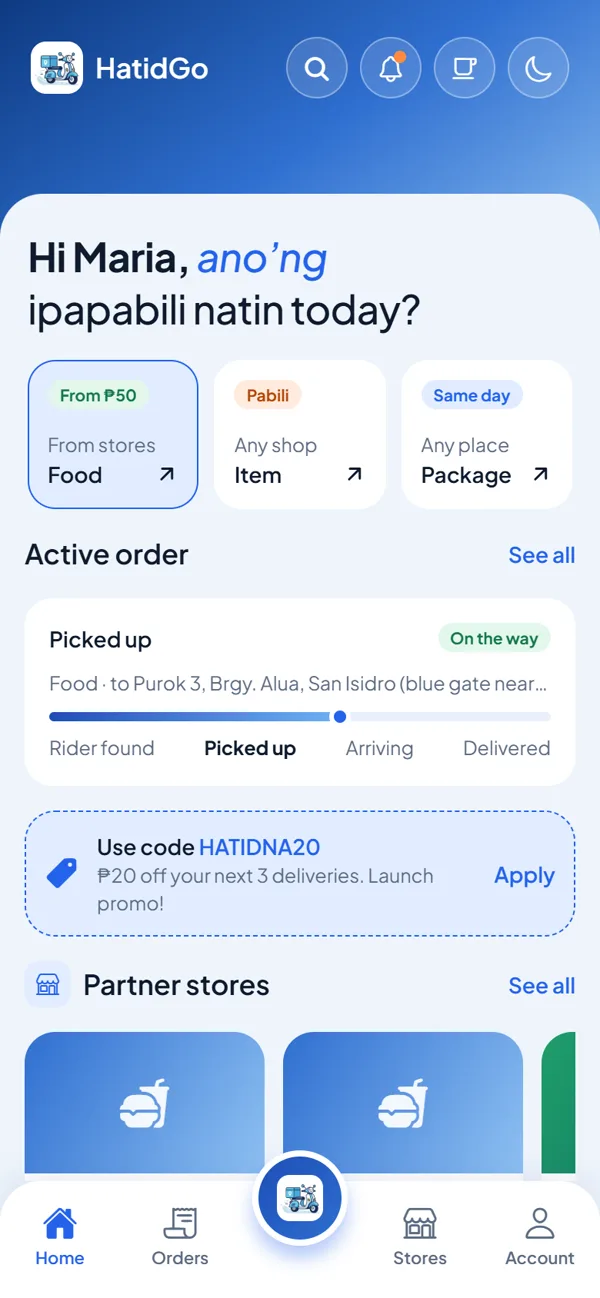 HatidGo
Hi Maria, ano’ng
ipapabili natin today?
From ₱50
From stores
Food
Pabili
Any shop
Item
Same day
Any place
Package
Active order
See all
Picked up
On the way
Food · to Purok 3, Brgy. Alua, San Isidro (blue gate near...
Rider found
Picked up
Arriving
Delivered
Use code HATIDNA20
₱20 off your next 3 deliveries. Launch
promo!
Apply
Partner stores
See all
Home
Orders
Stores
Account